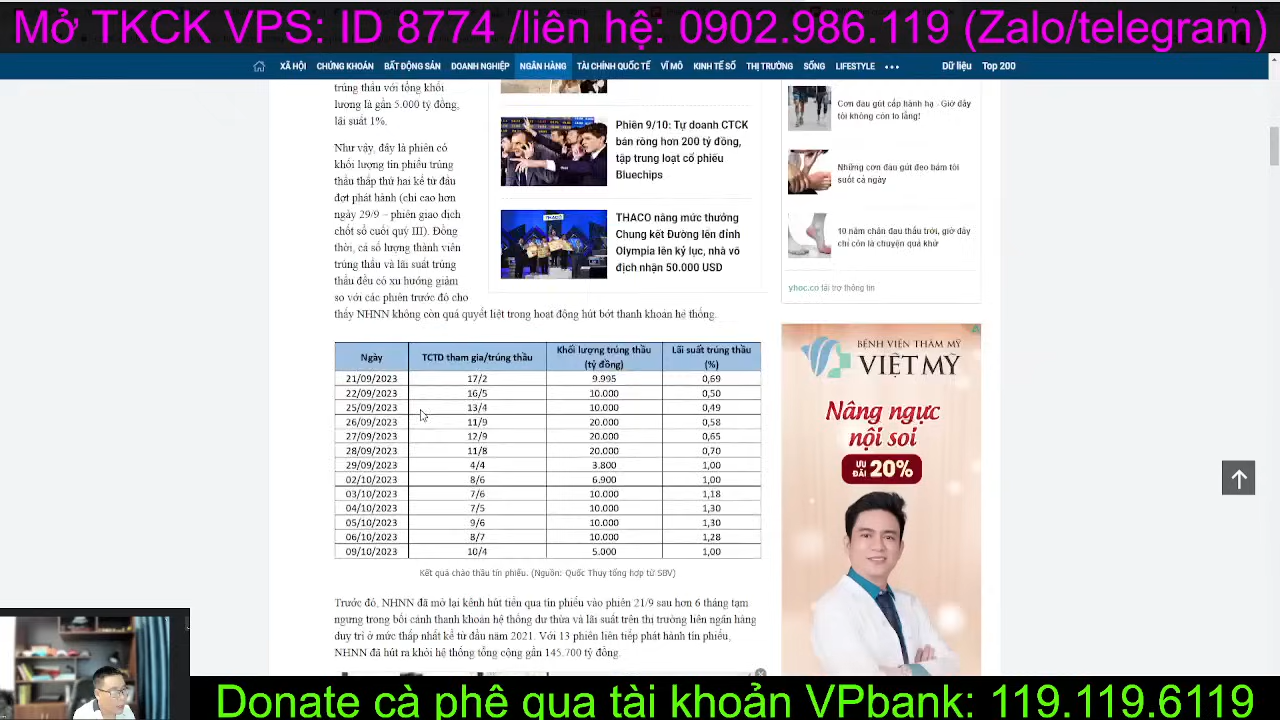 Mở TKCK VPS: ID 8774 /liên hệ: 0902.986.119 (Zalo/telegram)
XÃ HỘI CHỨNG KHOÁN BẤT ĐỘNG SẢN DOANH NGHIỆP NGÂN HÀNG TÀI CHÍNH QUỐC TẾ VĨ MÔ KINH TẾ SỐ THỊ TRƯỜNG SỐNG LIFESTYLE ••• Dữ liệu Top 200
trúng thầu với tổng khối
lượng là gần 5.000 tỷ đồng,
lãi suất 1%.
Như vậy, đây là phiên có
khối lượng tín phiếu trúng
thầu thấp thứ hai kể từ đầu
đợt phát hành (chỉ cao hơn
ngày 29/9 – phiên giao dịch
chốt sổ cuối quý III). Đồng
thời, cả số lượng thành viên
trúng thầu và lãi suất trúng
thầu đều có xu hướng giảm
so với các phiên trước đó cho
thấy NHNN không còn quá quyết liệt trong hoạt động hút bớt thanh khoản hệ thống.
Phiên 9/10: Tự doanh CTCK
bán ròng hơn 200 tỷ đồng,
tập trung loạt cổ phiếu
Bluechips
THACO nâng mức thưởng
Chung kết Đường lên đỉnh
Olympia lên kỷ lục, nhà vô
địch nhận 50.000 USD
Cơn đau gút cấp hành hạ - Giờ đây
tôi không còn lo lắng!
Những cơn đau gút đeo bám tôi
suốt cả ngày
10 năm chân đau thấu trời, giờ đây
chỉ còn là chuyện quá khứ
yhoc.co tài trợ thông tin
Ngày TCTD tham gia/trúng thầu Khối lượng trúng thầu (tỷ đồng) Lãi suất trúng thầu (%)
21/09/2023 17/2 9.995 0,69
22/09/2023 16/5 10.000 0,50
25/09/2023 13/4 10.000 0,49
26/09/2023 11/9 20.000 0,58
27/09/2023 12/9 20.000 0,65
28/09/2023 11/8 20.000 0,70
29/09/2023 4/4 3.800 1,00
02/10/2023 8/6 6.900 1,00
03/10/2023 7/6 10.000 1,18
04/10/2023 7/5 10.000 1,30
05/10/2023 9/6 10.000 1,30
06/10/2023 8/7 10.000 1,28
09/10/2023 10/4 5.000 1,00
Kết quả chào thầu tín phiếu. (Nguồn: Quốc Thụy tổng hợp từ SBV)
Trước đó, NHNN đã mở lại kênh hút tiền qua tín phiếu vào phiên 21/9 sau hơn 6 tháng tạm
ngưng trong bối cảnh thanh khoản hệ thống dư thừa và lãi suất trên thị trường liên ngân hàng
duy trì ở mức thấp nhất kể từ đầu năm 2021. Với 13 phiên liên tiếp phát hành tín phiếu,
NHNN đã hút ra khỏi hệ thống tổng cộng gần 145.700 tỷ đồng.
BỆNH VIỆN THẨM MỸ
VIỆT MỸ
Nâng ngực
nội soi
ƯU ĐÃI 20%
Donate cà phê qua tài khoản VPbank: 119.119.6119